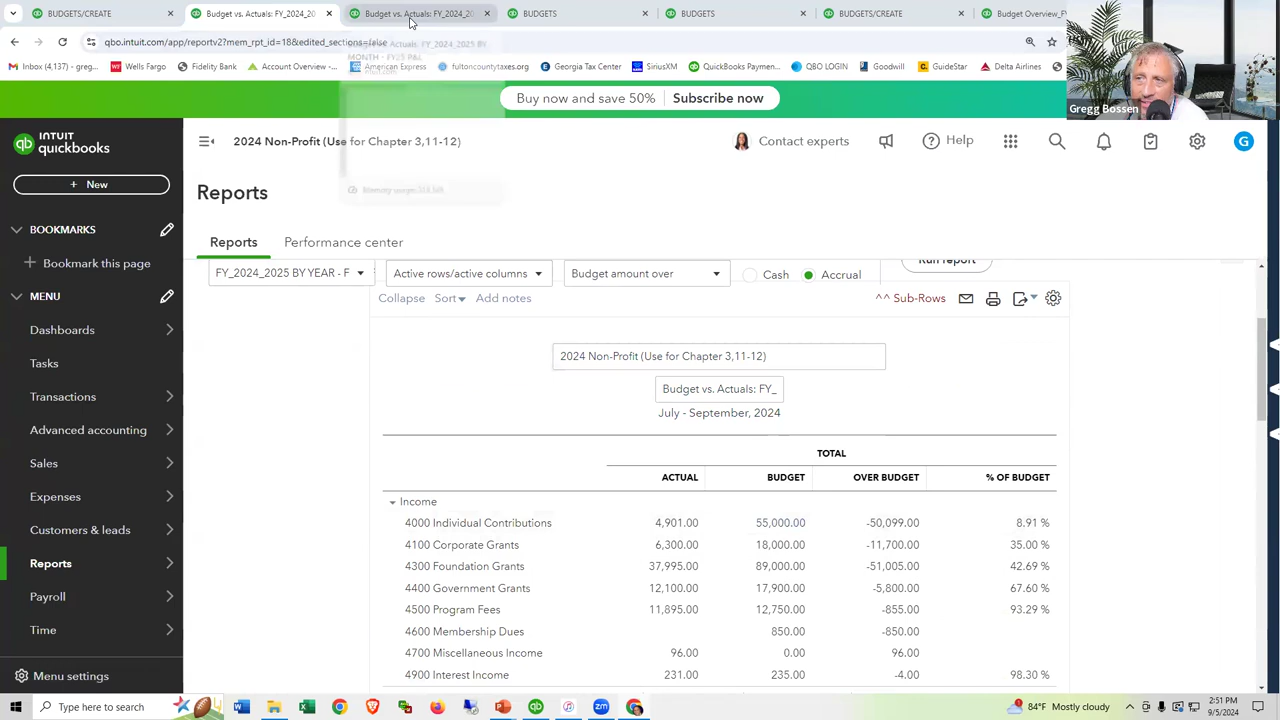 BUDGETS/CREATE
Budget vs. Actuals: FY_2024_20
Budget vs. Actuals: FY_2024_20
BUDGETS
BUDGETS
BUDGETS/CREATE
Budget Overview_F
qbo.intuit.com/app/reportv2?mem_rpt_id=18&edited_sections=false
Budget vs. Actuals: FY_2024_2025 BY
MONTH - FY25 P&L
intuit.com
Inbox (4,137) - greg...
Wells Fargo
Fidelity Bank
Account Overview -...
American Express
fultoncountytaxes.org...
Georgia Tax Center
SiriusXM
QuickBooks Paymen...
QBO LOGIN
Goodwill
GuideStar
Delta Airlines
Gregg Bossen
Buy now and save 50%
Subscribe now
INTUIT
quickbooks
2024 Non-Profit (Use for Chapter 3,11-12)
Contact experts
Help
G
+ New
Reports
BOOKMARKS
Reports
Performance center
Bookmark this page
FY_2024_2025 BY YEAR - F
Active rows/active columns
Budget amount over
Cash
Accrual
Run report
MENU
Collapse
Sort
Add notes
^^ Sub-Rows
Dashboards
Tasks
Transactions
Advanced accounting
Sales
Expenses
Customers & leads
Reports
Payroll
Time
Menu settings
2024 Non-Profit (Use for Chapter 3,11-12)
Budget vs. Actuals: FY_
July - September, 2024
TOTAL
ACTUAL BUDGET OVER BUDGET % OF BUDGET
Income
4000 Individual Contributions 4,901.00 55,000.00 -50,099.00 8.91 %
4100 Corporate Grants 6,300.00 18,000.00 -11,700.00 35.00 %
4300 Foundation Grants 37,995.00 89,000.00 -51,005.00 42.69 %
4400 Government Grants 12,100.00 17,900.00 -5,800.00 67.60 %
4500 Program Fees 11,895.00 12,750.00 -855.00 93.29 %
4600 Membership Dues 850.00 -850.00
4700 Miscellaneous Income 96.00 0.00 96.00
4900 Interest Income 231.00 235.00 -4.00 98.30 %
Type here to search
84°F Mostly cloudy
2:51 PM
9/5/2024